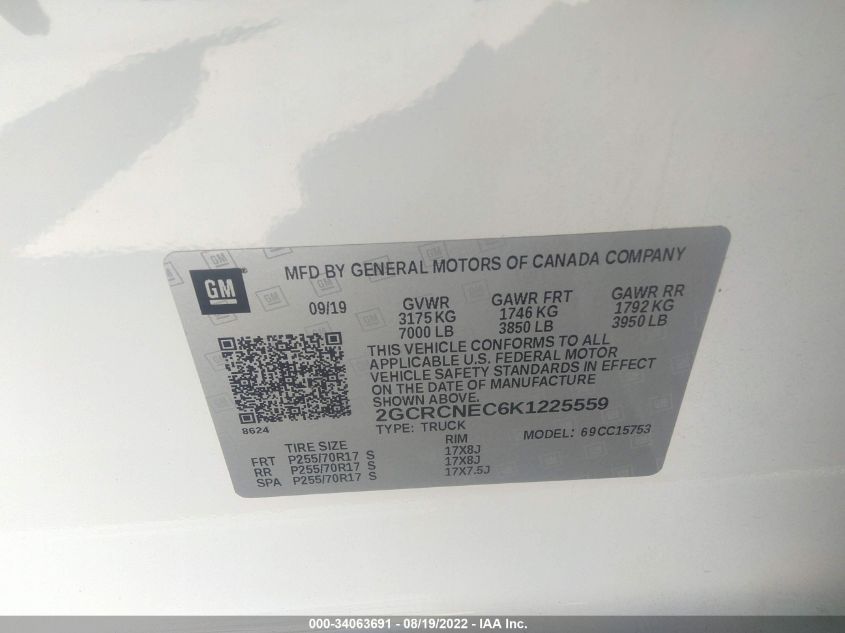 GM
MFD BY GENERAL MOTORS OF CANADA COMPANY
09/19
GVWR GAWR FRT GAWR RR
3175 KG 1746 KG 1792 KG
7000 LB 3850 LB 3950 LB
THIS VEHICLE CONFORMS TO ALL
APPLICABLE U.S. FEDERAL MOTOR
VEHICLE SAFETY STANDARDS IN EFFECT
ON THE DATE OF MANUFACTURE
SHOWN ABOVE.
2GCRCNEC6K1225559
8624
TYPE: TRUCK MODEL: 69CC15753
TIRE SIZE RIM
FRT P255/70R17 S 17X8J
RR P255/70R17 S 17X8J
SPA P255/70R17 S 17X7.5J
000-34063691 - 08/19/2022 - IAA Inc.